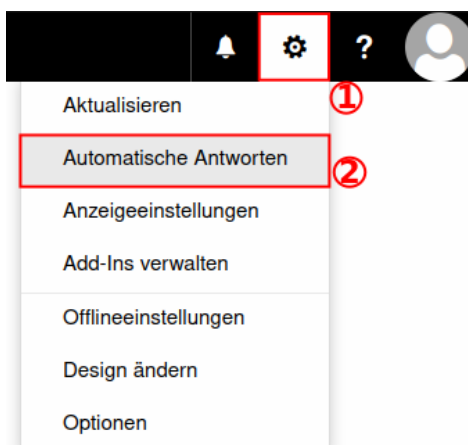 ?
①
Aktualisieren
Automatische Antworten
②
Anzeigeeinstellungen
Add-Ins verwalten
Offlineeinstellungen
Design ändern
Optionen